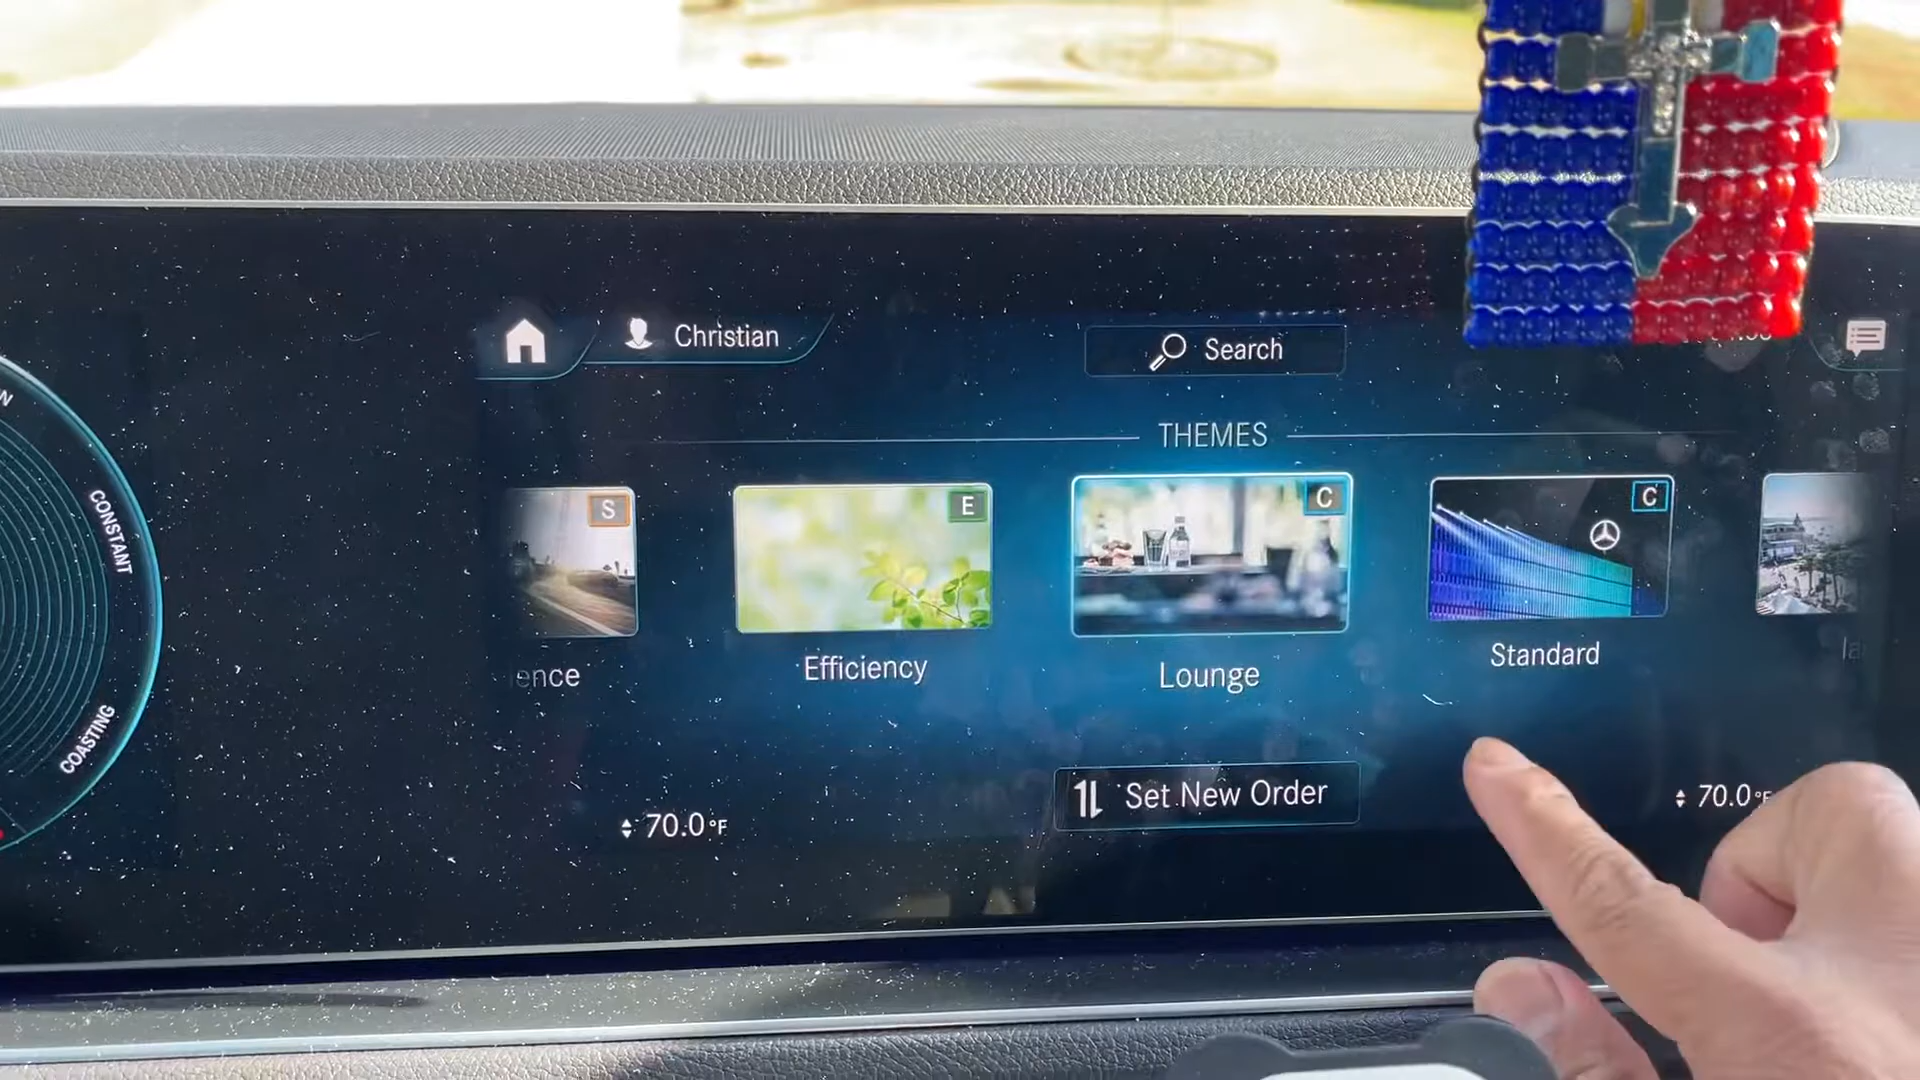 Christian
Search
THEMES
S
E
C
C
ence
Efficiency
Lounge
Standard
CONSTANT
COASTING
Set New Order
70.0°F
70.0°F